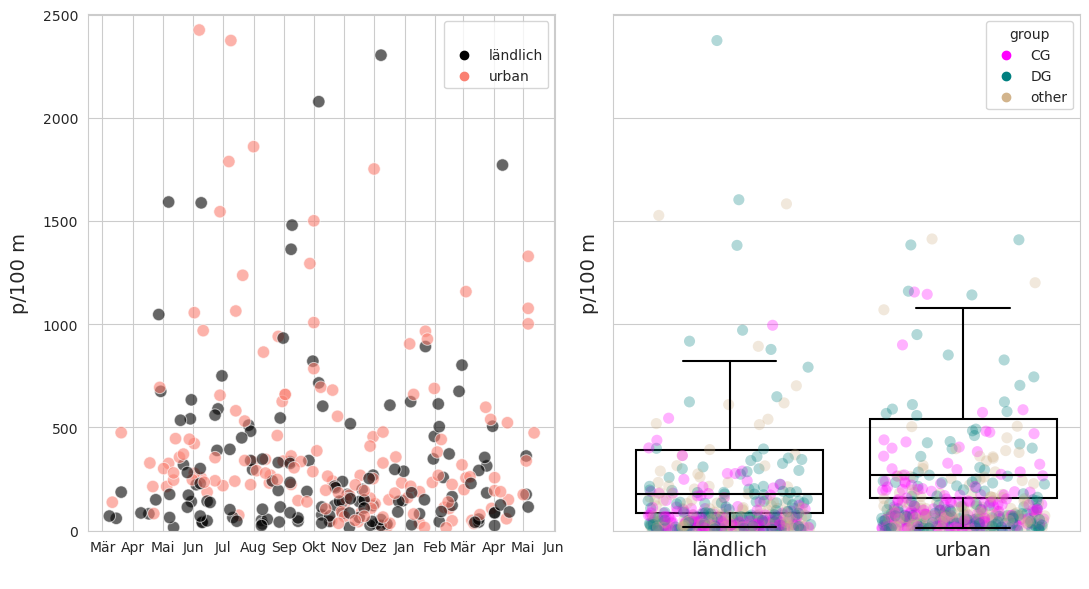 p/100 m
2500
2000
1500
1000
500
0
Mär Apr Mai Jun Jul Aug Sep Okt Nov Dez Jan Feb Mär Apr Mai Jun
ländlich
urban
p/100 m
group
CG
DG
other
ländlich urban